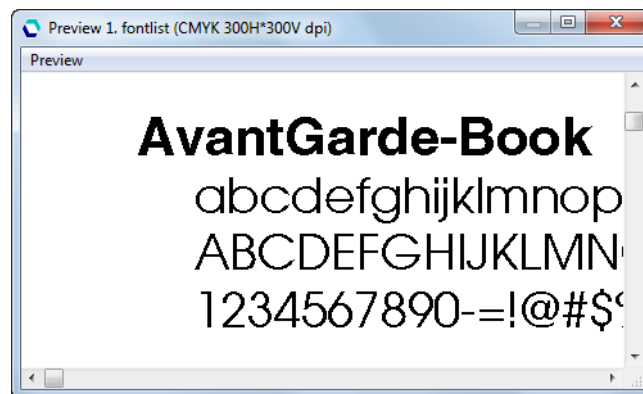 Preview 1. fontlist (CMYK 300H*300V dpi)
Preview
AvantGarde-Book
abcdefghijklmnop
ABCDEFGHIJKLMN
1234567890-=!@#$